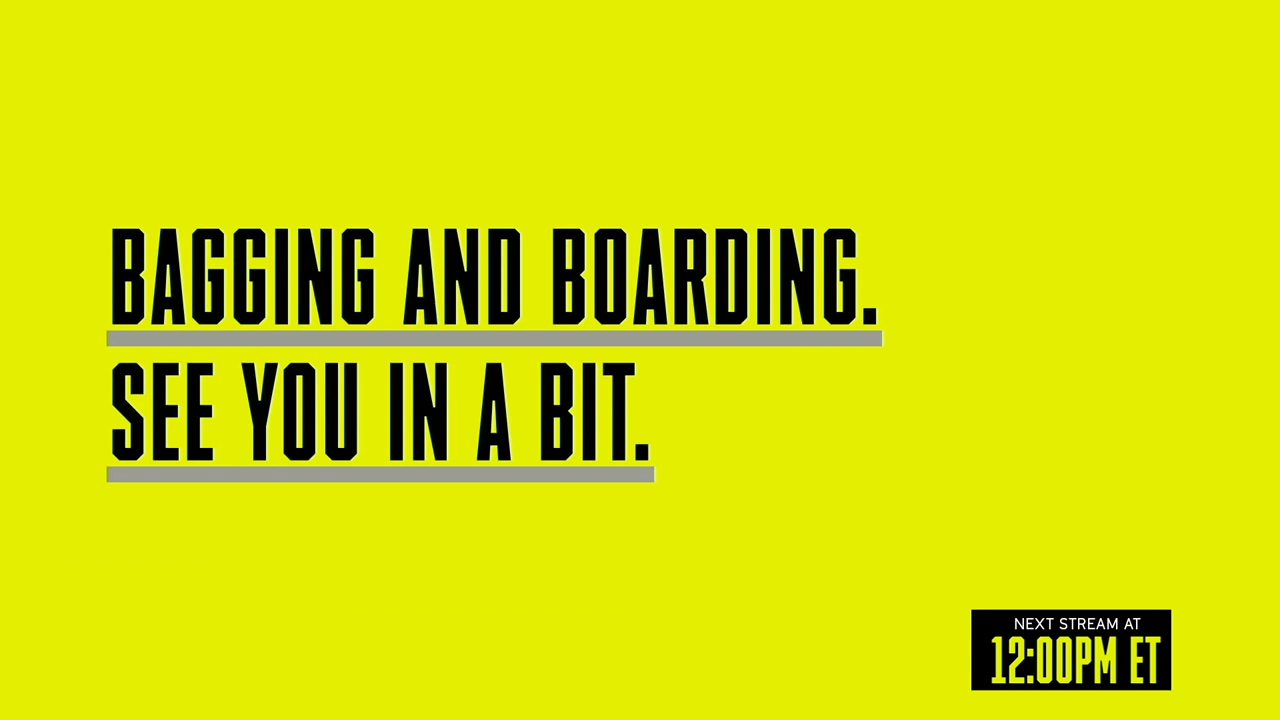 BAGGING AND BOARDING.
SEE YOU IN A BIT.
NEXT STREAM AT
12:00PM ET